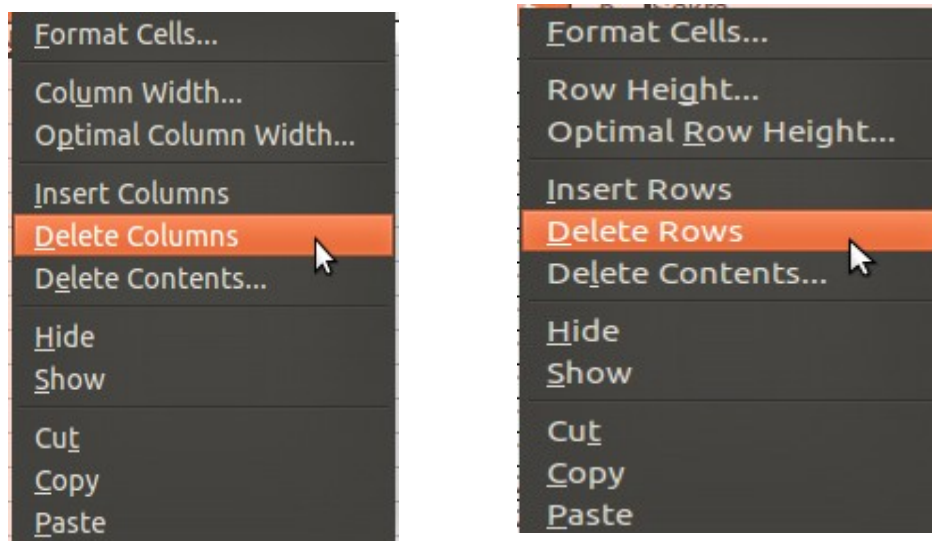 Format Cells...
Column Width...
Optimal Column Width...
Insert Columns
Delete Columns
Delete Contents...
Hide
Show
Cut
Copy
Paste
Format Cells...
Row Height...
Optimal Row Height...
Insert Rows
Delete Rows
Delete Contents...
Hide
Show
Cut
Copy
Paste